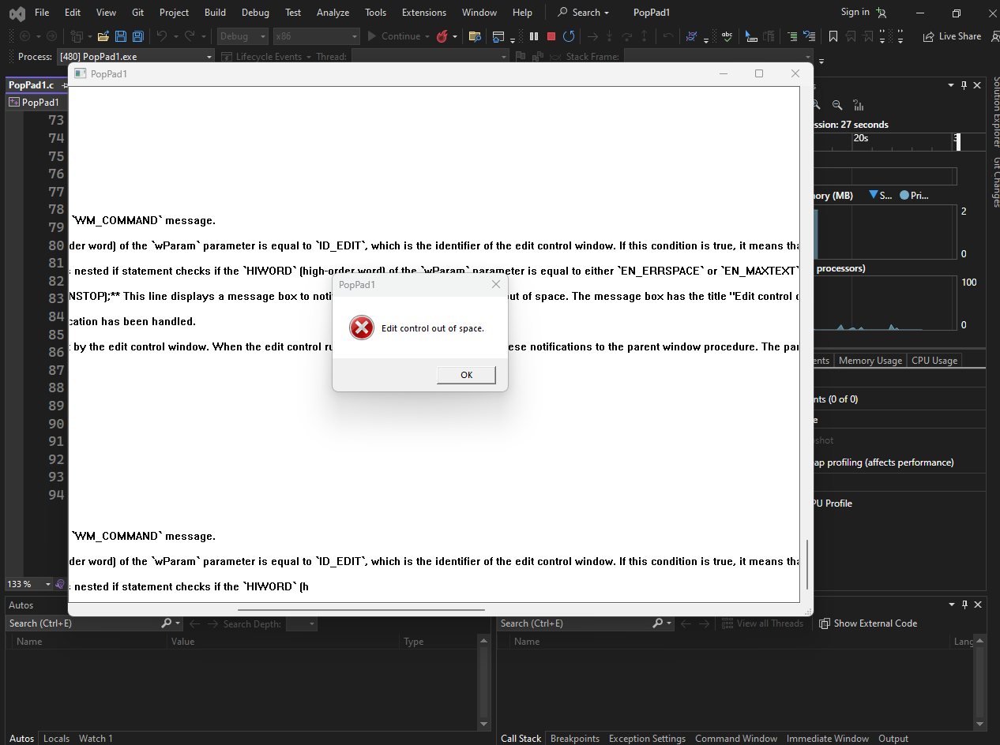 File Edit View Git Project Build Debug Test Analyze Tools Extensions Window Help Search PopPad1 Sign in
Debug x86 Continue abc Live Share
Process: [480] PopPad1.exe Lifecycle Events Thread: Stack Frame:
PopPad1
PopPad1.c
PopPad1
73
74
75
76
77
78
79
80
81
82
83
84
85
86
87
88
89
90
91
92
93
94
`WM_COMMAND` message.
der word) of the `wParam` parameter is equal to `ID_EDIT`, which is the identifier of the edit control window. If this condition is true, it means tha
s nested if statement checks if the `HIWORD` (high-order word) of the `wParam` parameter is equal to either `EN_ERRSPACE` or `EN_MAXTEXT`
NSTOP);** This line displays a message box to noti
out of space. The message box has the title "Edit control o
cation has been handled.
t by the edit control window. When the edit control ru
ese notifications to the parent window procedure. The par
PopPad1
Edit control out of space.
OK
`WM_COMMAND` message.
der word) of the `wParam` parameter is equal to `ID_EDIT`, which is the identifier of the edit control window. If this condition is true, it means tha
s nested if statement checks if the `HIWORD` (h
s
ssion: 27 seconds
20s
3
nory (MB) S... Pri...
2
0
processors)
100
0
ents Memory Usage CPU Usage
nts (0 of 0)
e
shot
ap profiling (affects performance)
PU Profile
Solution Explorer
Git Changes
133 %
Autos
Search (Ctrl+E) Search Depth:
Name Value Type
Autos Locals Watch 1
Search (Ctrl+E) View all Threads Show External Code
Name Lang
Call Stack Breakpoints Exception Settings Command Window Immediate Window Output